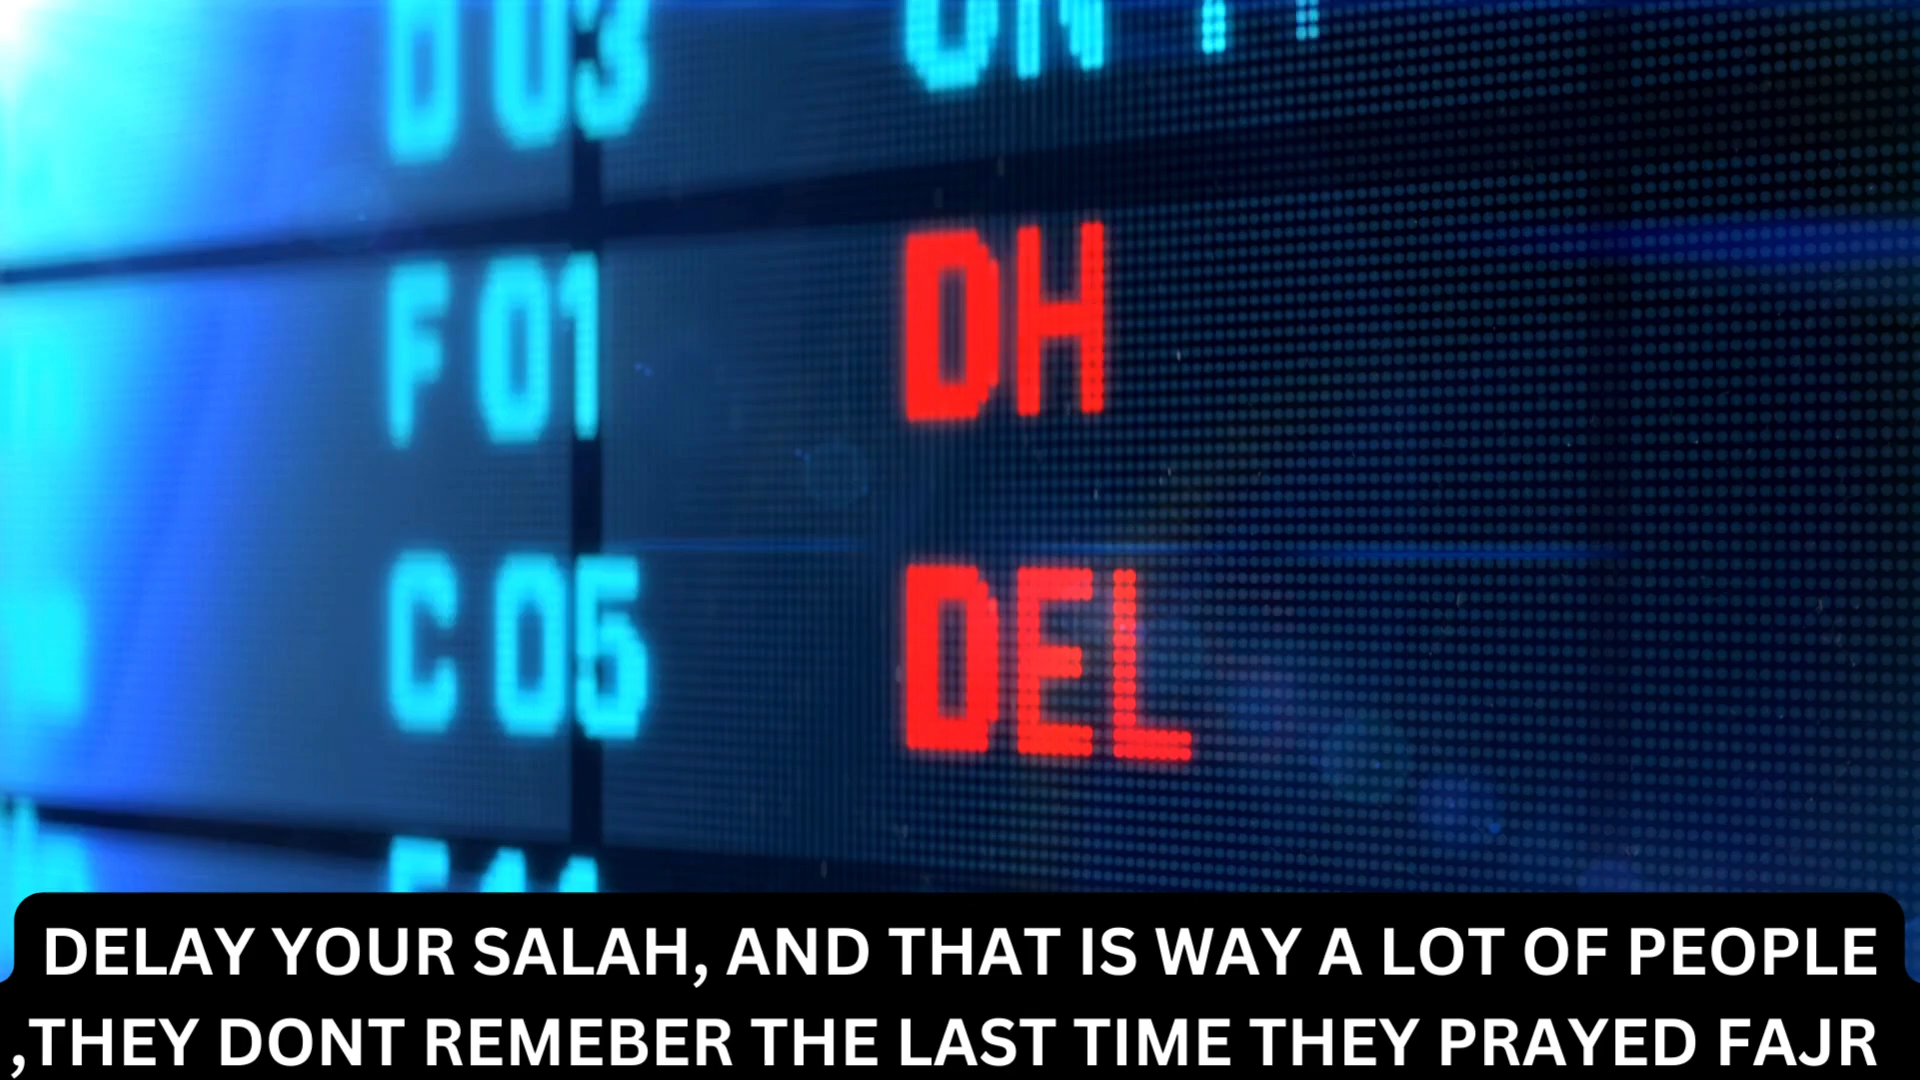 D 03
F 01 DH
C 05 DEL
DELAY YOUR SALAH, AND THAT IS WAY A LOT OF PEOPLE
,THEY DONT REMEBER THE LAST TIME THEY PRAYED FAJR